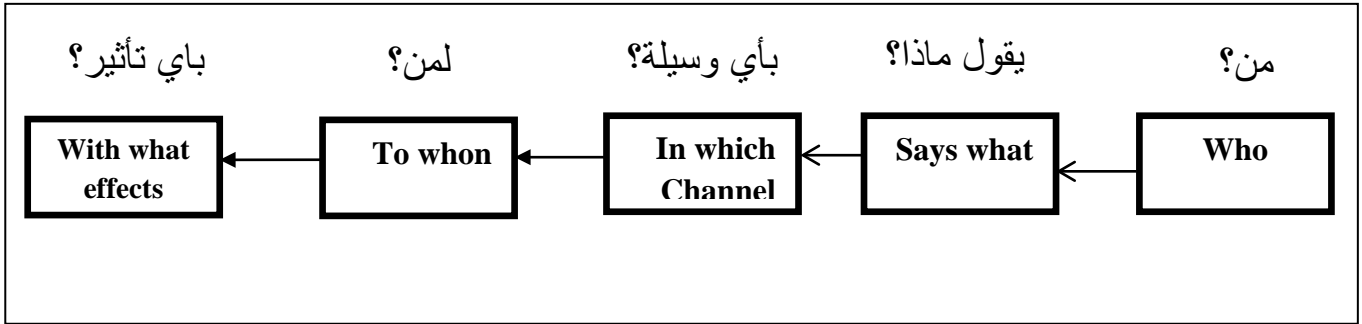 من؟
يقول ماذا؟
بأي وسيلة؟
لمن؟
باي تأثير؟
Who
Says what
In which
Channel
To whon
With what
effects